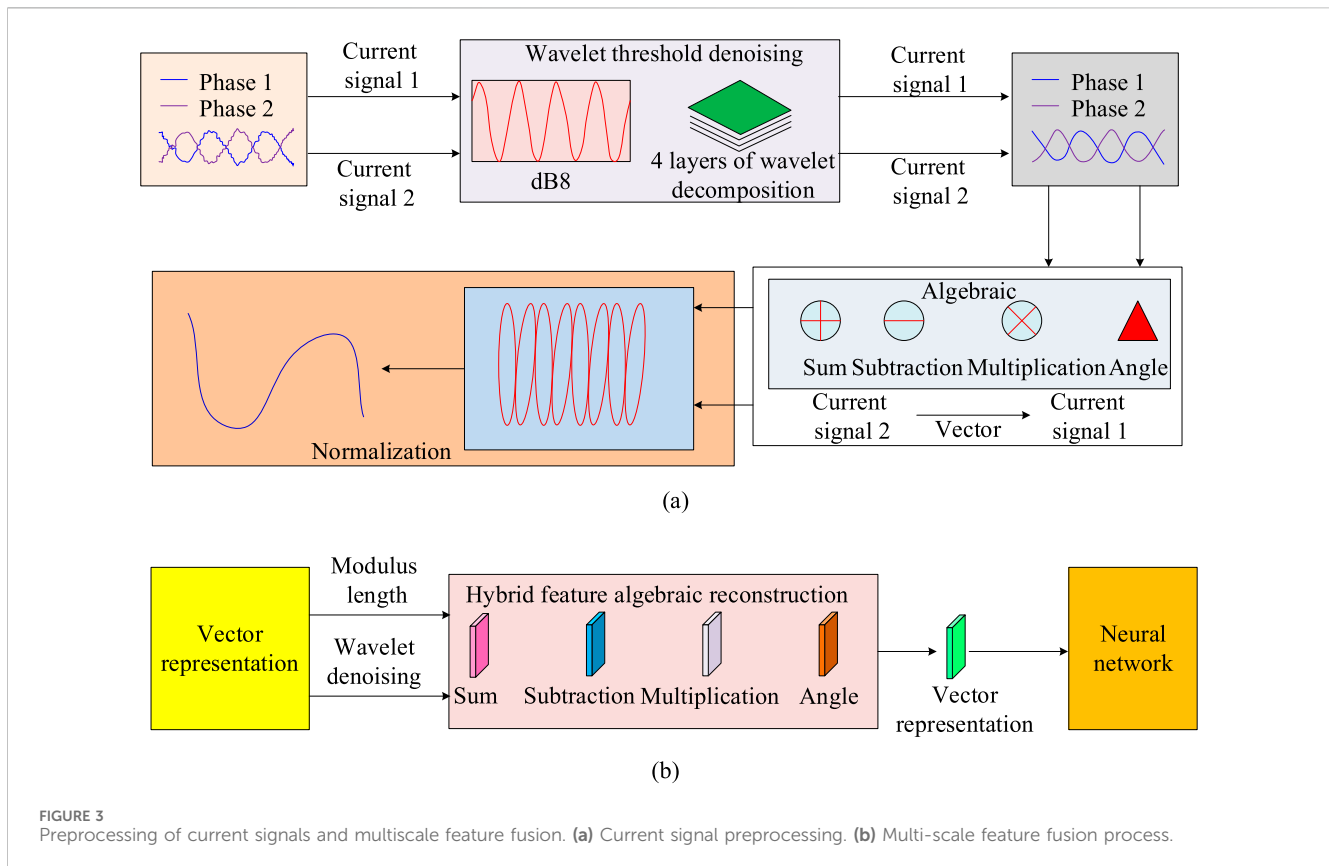 Phase 1
Phase 2
Current
signal 1
Current
signal 2
Wavelet threshold denoising
dB8
4 layers of wavelet
decomposition
Current
signal 1
Current
signal 2
Phase 1
Phase 2
Algebraic
Sum Subtraction Multiplication Angle
Current
signal 2
Vector
Current
signal 1
Normalization
(a)
Vector
representation
Modulus
length
Wavelet
denoising
Hybrid feature algebraic reconstruction
Sum Subtraction Multiplication Angle
Vector
representation
Neural
network
(b)
FIGURE 3
Preprocessing of current signals and multiscale feature fusion. (a) Current signal preprocessing. (b) Multi-scale feature fusion process.